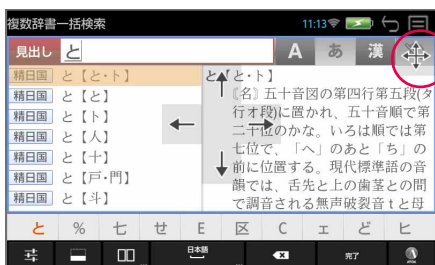 複数辞書一括検索 11:13
見出し と A あ 漢
精日国 と【と・ト】
精日国 と【と】
精日国 と【ト】
精日国 と【人】
精日国 と【十】
精日国 と【戸・門】
精日国 と【斗】
と【と・ト】
〘名〙五十音図の第四行第五段(タ
行オ段)に置かれ、五十音順で第
二十位のかな。いろは順では第
七位で、「へ」のあと「ち」の
前に位置する。現代標準語の音
韻では、舌先と上の歯茎との間
で調音される無声破裂音tと母
と % 七 せ E 区 C エ ど ヒ
日本語 完了